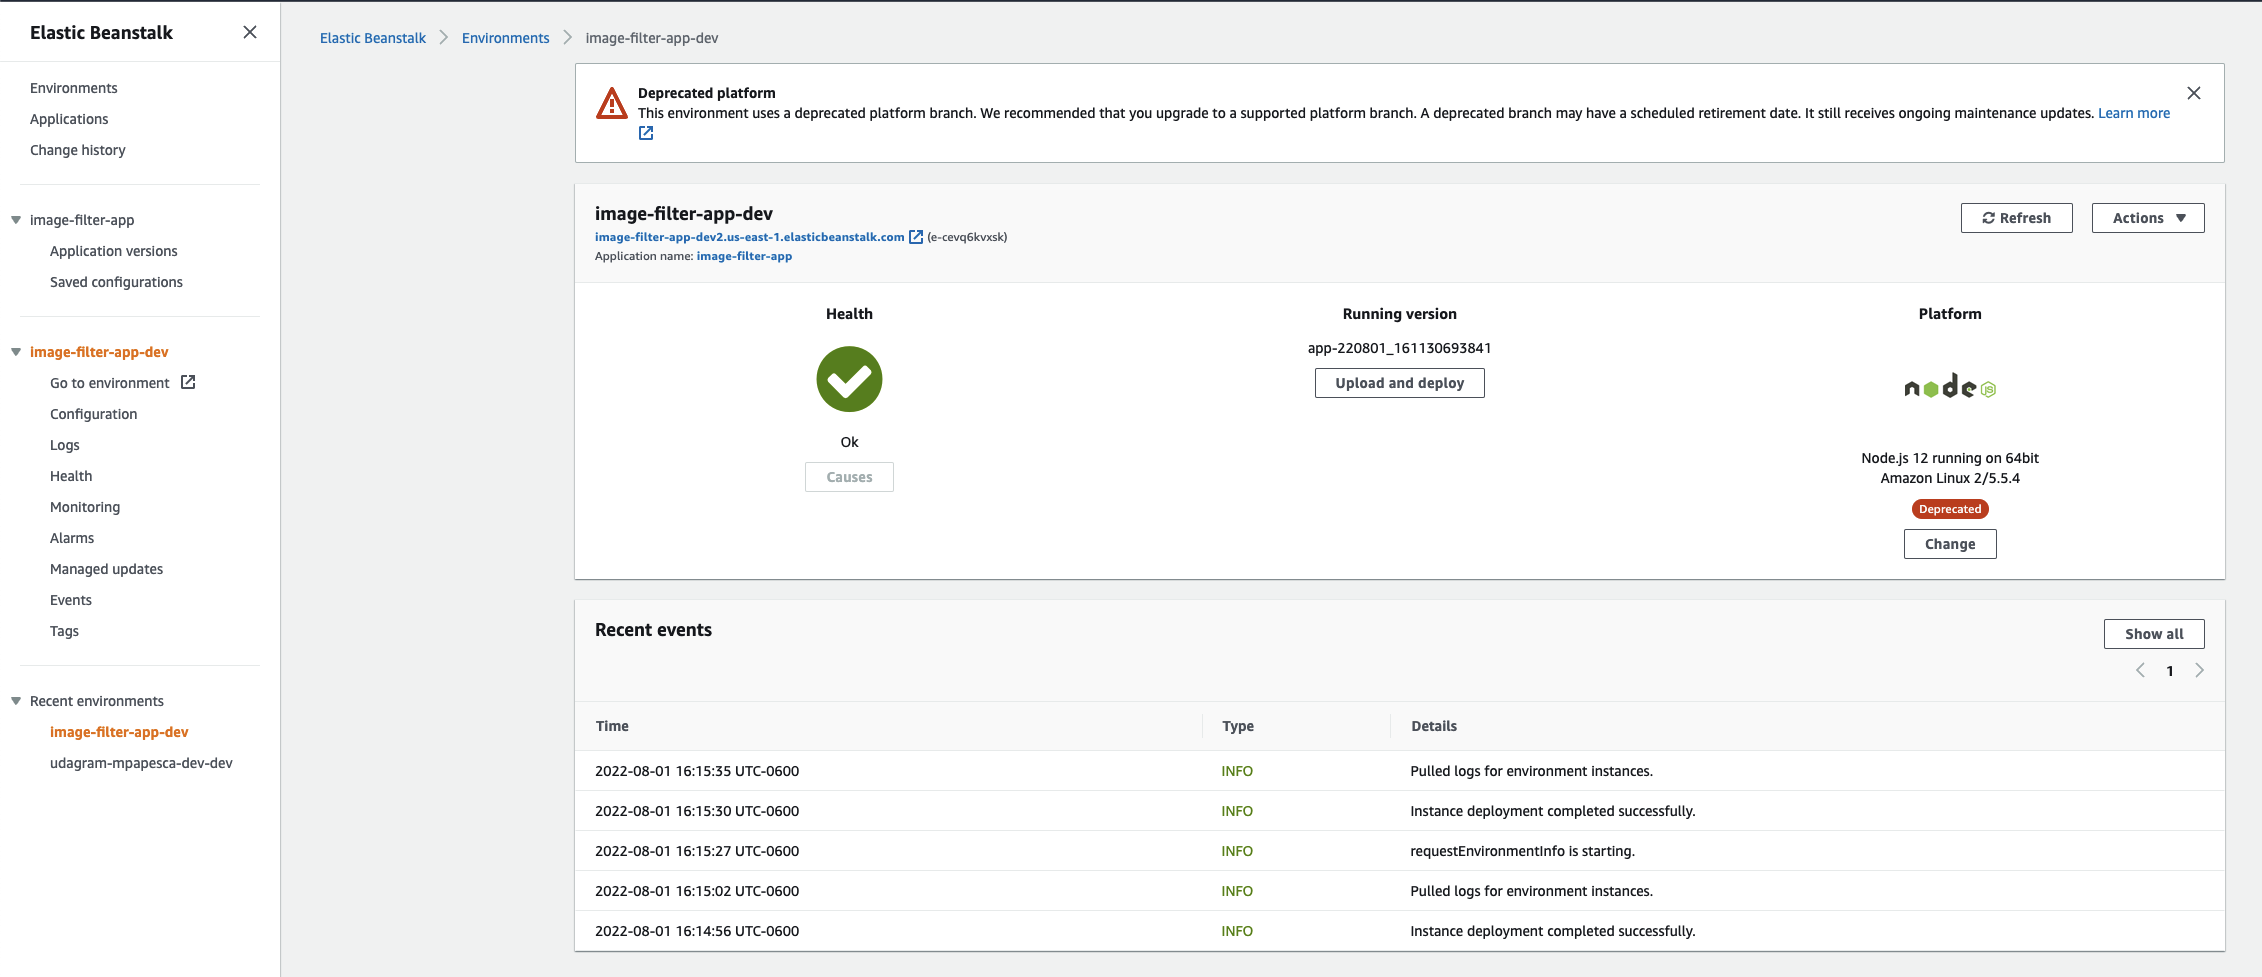 Elastic Beanstalk
Environments
Applications
Change history
image-filter-app
Application versions
Saved configurations
image-filter-app-dev
Go to environment
Configuration
Logs
Health
Monitoring
Alarms
Managed updates
Events
Tags
Recent environments
image-filter-app-dev
udagram-mpapesca-dev-dev
Elastic Beanstalk > Environments > image-filter-app-dev
Deprecated platform
This environment uses a deprecated platform branch. We recommended that you upgrade to a supported platform branch. A deprecated branch may have a scheduled retirement date. It still receives ongoing maintenance updates. Learn more
image-filter-app-dev
image-filter-app-dev2.us-east-1.elasticbeanstalk.com (e-cevq6kvxsk)
Application name: image-filter-app
Refresh
Actions
Health
Ok
Causes
Running version
app-220801_161130693841
Upload and deploy
Platform
node JS
Node.js 12 running on 64bit
Amazon Linux 2/5.5.4
Deprecated
Change
Recent events
Show all
1
Time Type Details
2022-08-01 16:15:35 UTC-0600 INFO Pulled logs for environment instances.
2022-08-01 16:15:30 UTC-0600 INFO Instance deployment completed successfully.
2022-08-01 16:15:27 UTC-0600 INFO requestEnvironmentInfo is starting.
2022-08-01 16:15:02 UTC-0600 INFO Pulled logs for environment instances.
2022-08-01 16:14:56 UTC-0600 INFO Instance deployment completed successfully.